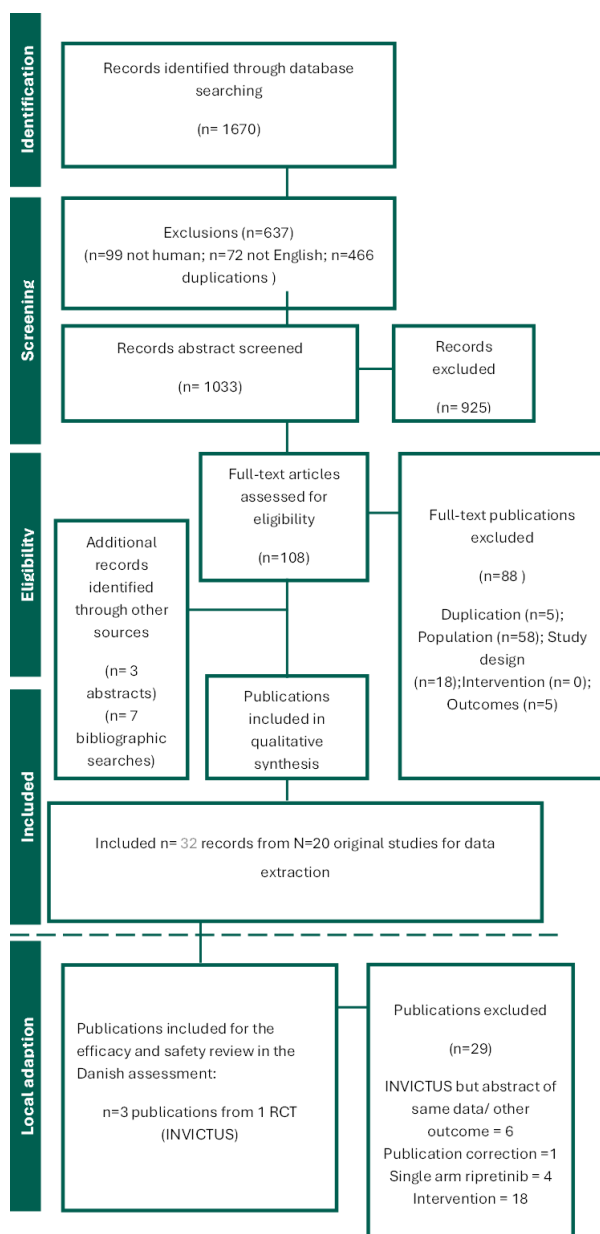 Identification
Records identified through database
searching
(n= 1670)
Screening
Exclusions (n=637)
(n=99 not human; n=72 not English; n=466
duplications )
Records abstract screened
(n= 1033)
Records
excluded
(n= 925)
Eligibility
Full-text articles
assessed for
eligibility
(n=108)
Full-text publications
excluded
(n=88 )
Duplication (n=5);
Population (n=58); Study
design
(n=18);Intervention (n= 0);
Outcomes (n=5)
Additional
records
identified
through other
sources
(n= 3
abstracts)
(n= 7
bibliographic
searches)
Included
Publications
included in
qualitative
synthesis
Included n= 32 records from N=20 original studies for data
extraction
Local adaption
Publications included for the
efficacy and safety review in the
Danish assessment:
n=3 publications from 1 RCT
(INVICTUS)
Publications excluded
(n=29)
INVICTUS but abstract of
same data/ other
outcome = 6
Publication correction =1
Single arm ripretinib = 4
Intervention = 18